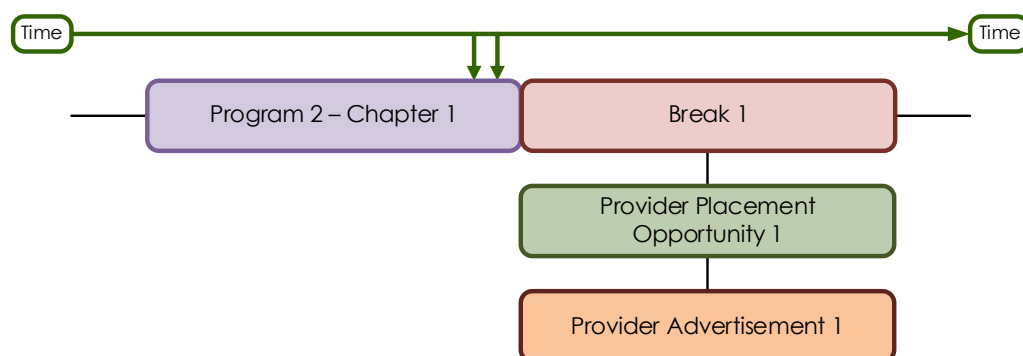 Time
Time
Program 2 – Chapter 1
Break 1
Provider Placement
Opportunity 1
Provider Advertisement 1